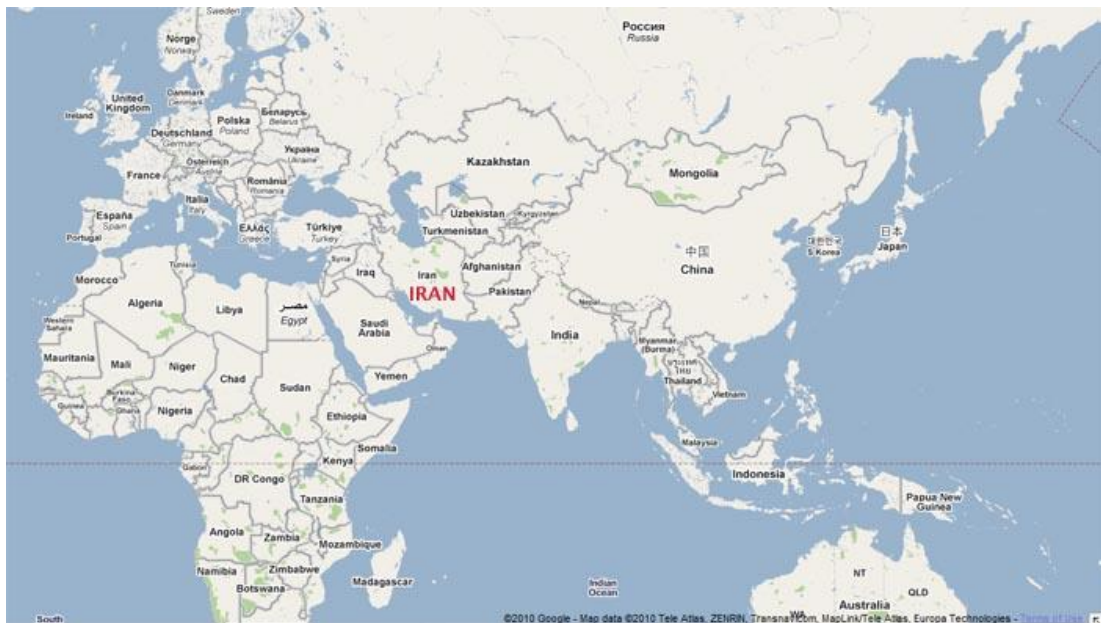 Sweden
Россия
Russia
Norge
Norway
Danmark
Denmark
United
Kingdom
Ireland
Polska
Poland
Беларусь
Belarus
Deutschland
Germany
Україна
Ukraine
Österreich
Austria
France
România
Romania
Kazakhstan
Mongolia
Italia
Italy
España
Spain
Portugal
Ελλάς
Greece
Türkiye
Turkey
Uzbekistan
Kyrgyzstan
Turkmenistan
中国
China
대한민국
S Korea
日本
Japan
Tunisia
Syria
Iraq
Iran
IRAN
Afghanistan
Pakistan
Nepal
Morocco
Algeria
Libya
مصر
Egypt
Saudi
Arabia
India
Western
Sahara
Mauritania
Mali
Niger
Chad
Sudan
Oman
Yemen
Myanmar
(Burma)
Thailand
Vietnam
Burkina
Faso
Guinea
Ghana
Nigeria
Ethiopia
Somalia
Malaysia
Gabon
DR Congo
Kenya
Indonesia
Papua New
Guinea
Tanzania
Angola
Zambia
Mozambique
Namibia
Zimbabwe
Botswana
Madagascar
Indian
Ocean
NT
QLD
WA
Australia
South
©2010 Google - Map data ©2010 Tele Atlas, ZENRIN, TransNavicom, MapLink/Tele Atlas, Europa Technologies - Terms of Use